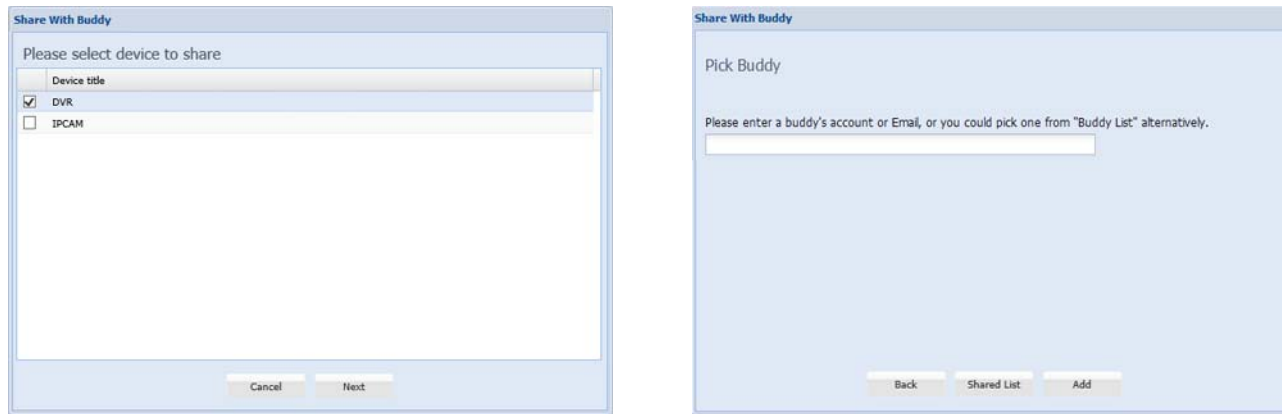 Share With Buddy
Please select device to share
Device title
DVR
IPCAM
Cancel Next
Share With Buddy
Pick Buddy
Please enter a buddy's account or Email, or you could pick one from "Buddy List" alternatively.
Back Shared List Add